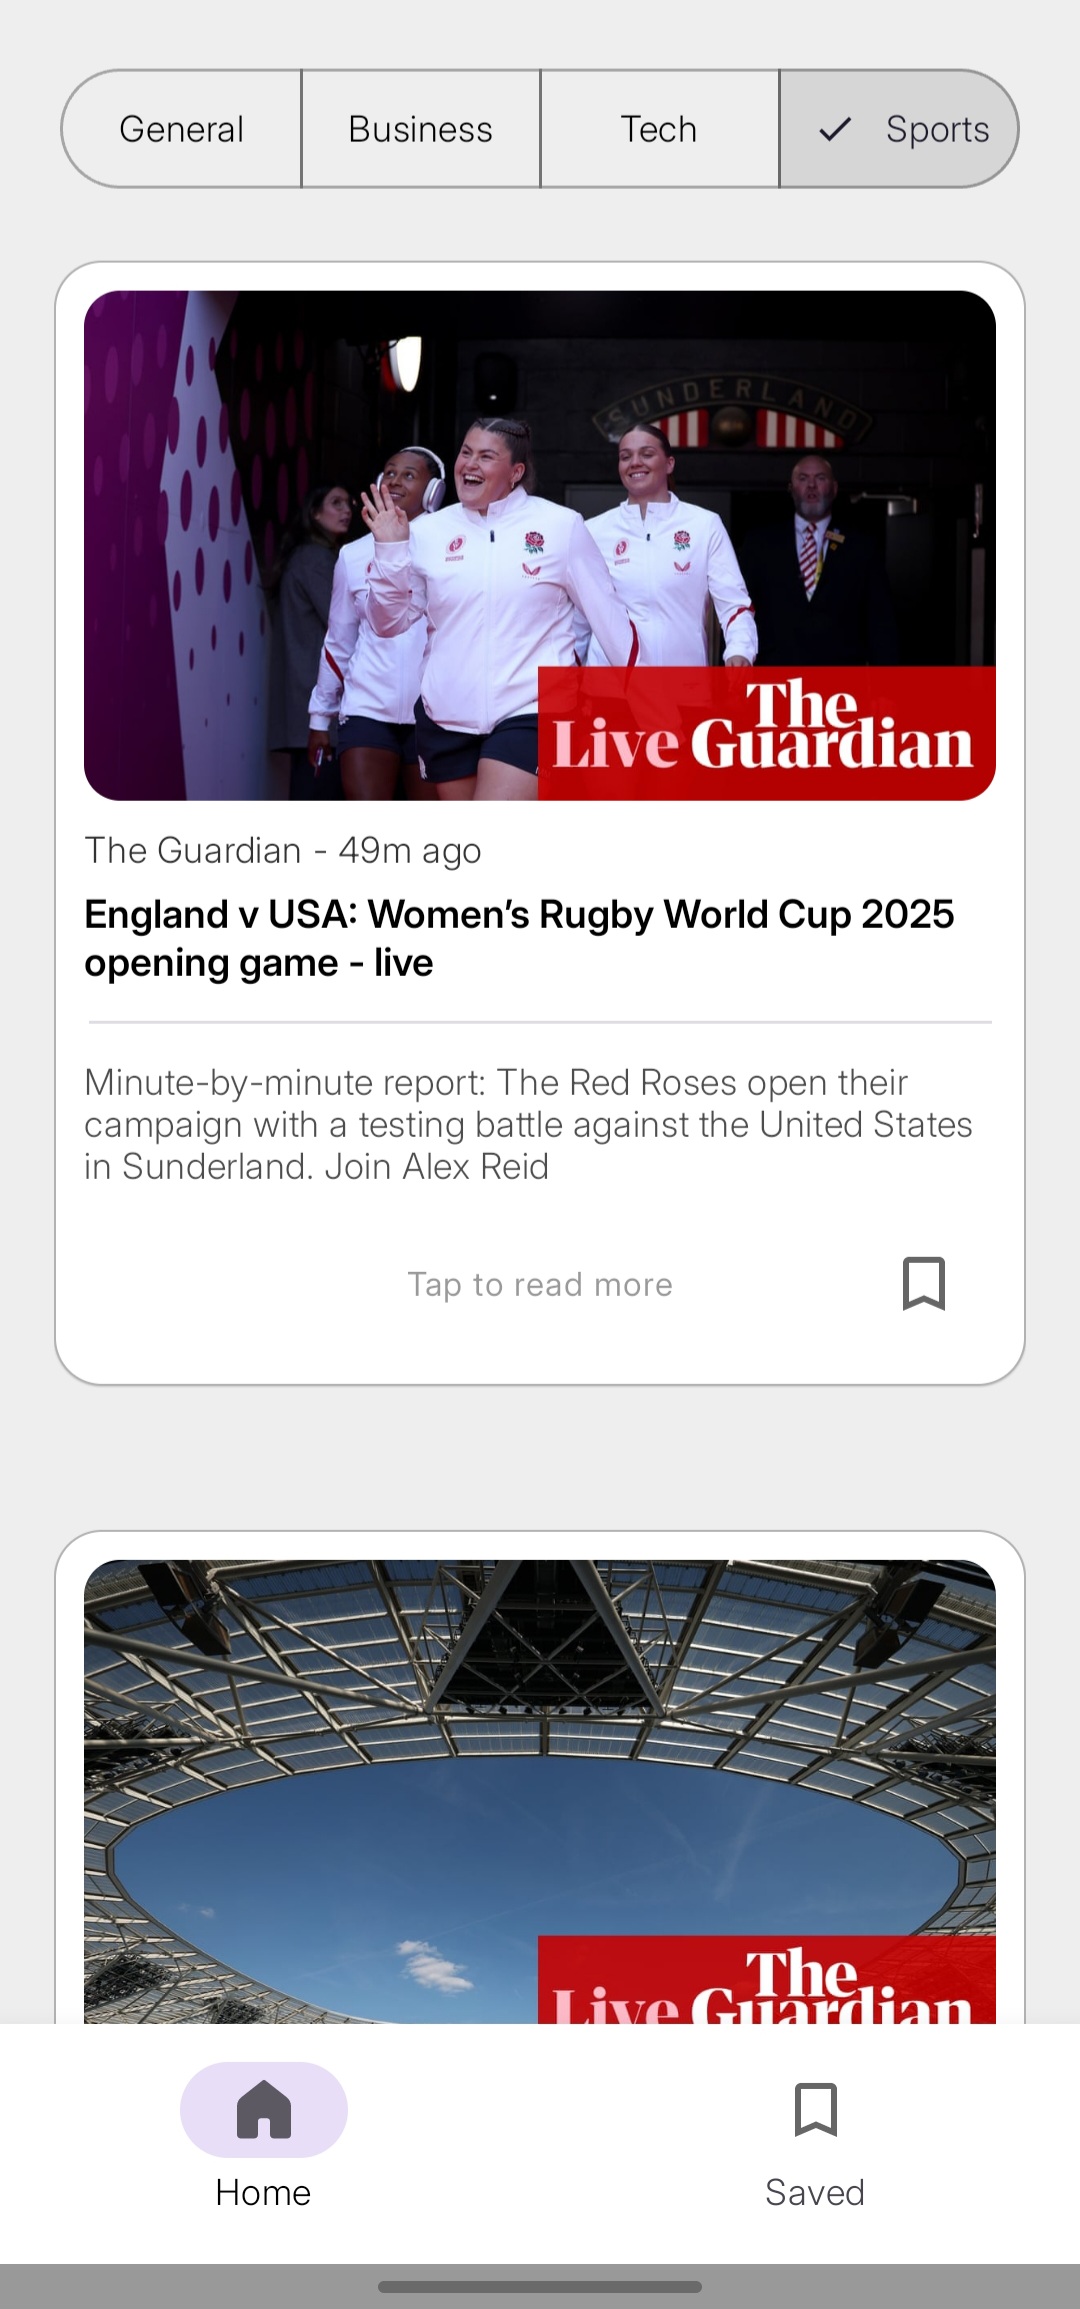 General
Business
Tech
Sports
SUNDERLAND
The
Live Guardian
The Guardian - 49m ago
England v USA: Women's Rugby World Cup 2025
opening game - live
Minute-by-minute report: The Red Roses open their
campaign with a testing battle against the United States
in Sunderland. Join Alex Reid
Tap to read more
The
Live Guardian
Home
Saved